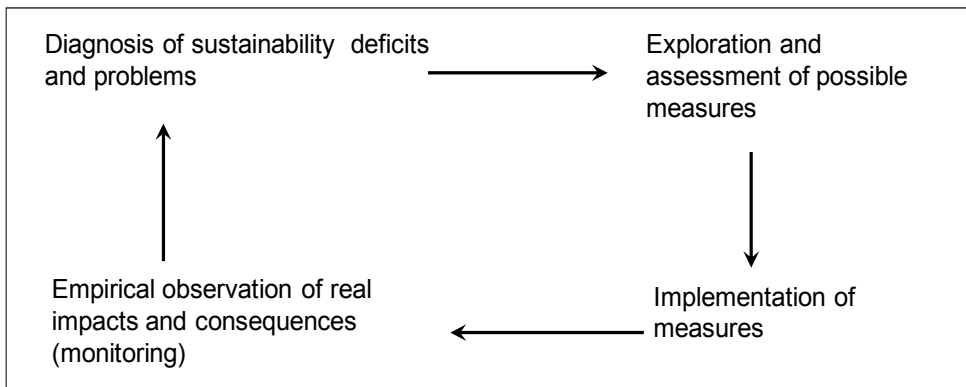 Diagnosis of sustainability deficits
and problems
Exploration and
assessment of possible
measures
Empirical observation of real
impacts and consequences
(monitoring)
Implementation of
measures